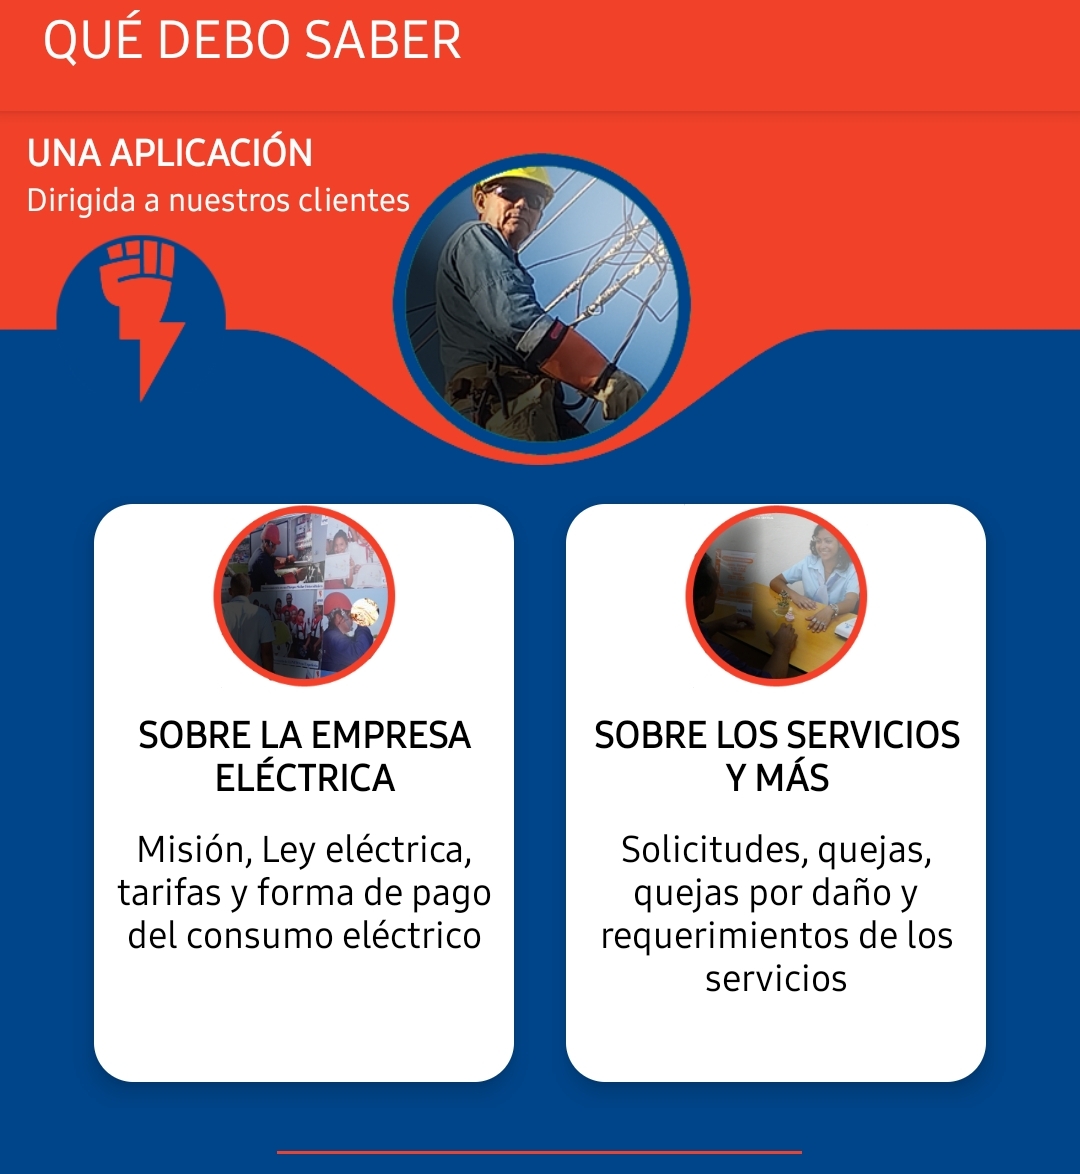 QUÉ DEBO SABER
UNA APLICACIÓN
Dirigida a nuestros clientes
SOBRE LA EMPRESA
ELÉCTRICA
Misión, Ley eléctrica,
tarifas y forma de pago
del consumo eléctrico
SOBRE LOS SERVICIOS
Y MÁS
Solicitudes, quejas,
quejas por daño y
requerimientos de los
servicios